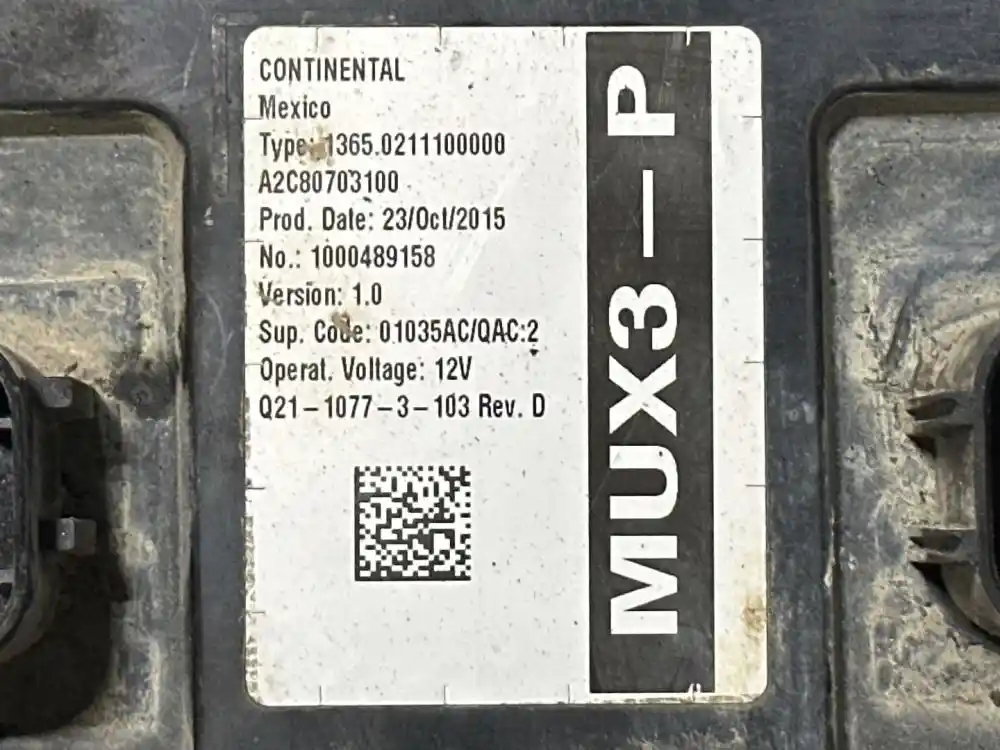 CONTINENTAL
Mexico
Type: 1365.0211100000
A2C80703100
Prod. Date: 23/Oct/2015
No.: 1000489158
Version: 1.0
Sup. Code: 01035AC/QAC:2
Operat. Voltage: 12V
Q21-1077-3-103 Rev. D
MUX3-P